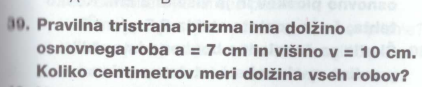 39. Pravilna tristrana prizma ima dolžino
osnovnega roba a = 7 cm in višino v = 10 cm.
Koliko centimetrov meri dolžina vseh robov?